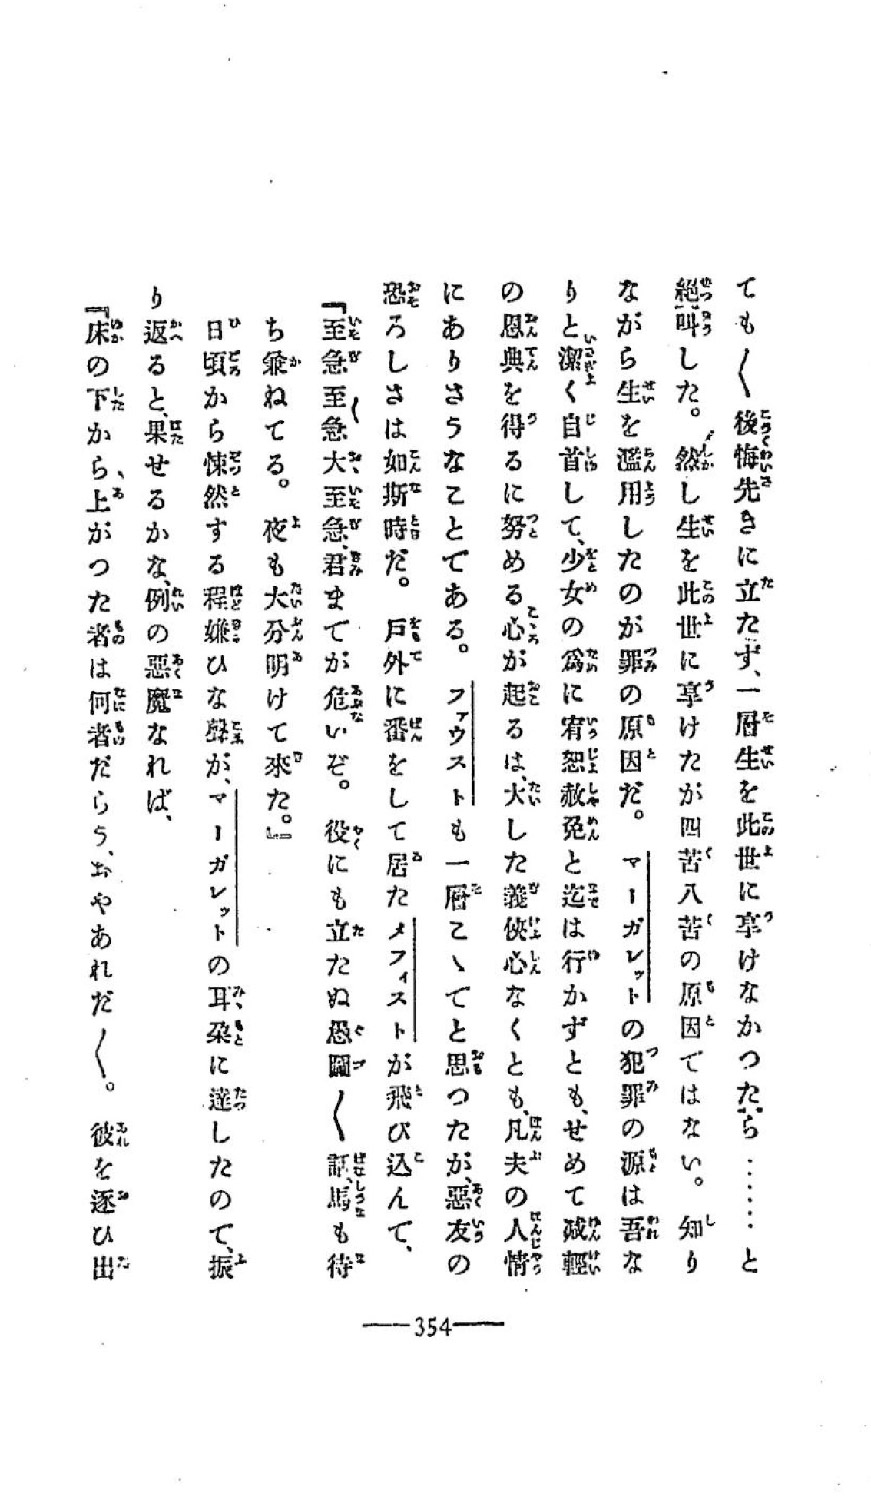 ても〱後悔先きに立たず、一層生を此世に享けなかつたら……と
絕叫した。然し生を此世に享けたが四苦八苦の原因ではない。知り
ながら生を濫用したのが罪の原因だ。マーガレットの犯罪の源は吾な
りと潔く自首して、少女の爲に宥恕赦免と迄は行かずとも、せめて減輕
の恩典を得るに努める心が起るは、大した義俠心なくとも、凡夫の人情
にありさうなことである。ファウストも一層こゝでと思つたが、惡友の
恐ろしさは如斯時だ。戶外に番をして居たメフィストが飛び込んで、
『至急至急〱大至急、君までが危いぞ。役にも立たぬ愚圖〱話、馬も待
ち兼ねてる。夜も大分明けて來た。』
日頃から悚然する程嫌ひな聲が、マーガレットの耳朶に達したので、振
り返ると、果せるかな、例の惡魔なれば、
『床の下から、上がつた者は何者だらう、おやあれだ〱。彼を逐ひ出
354